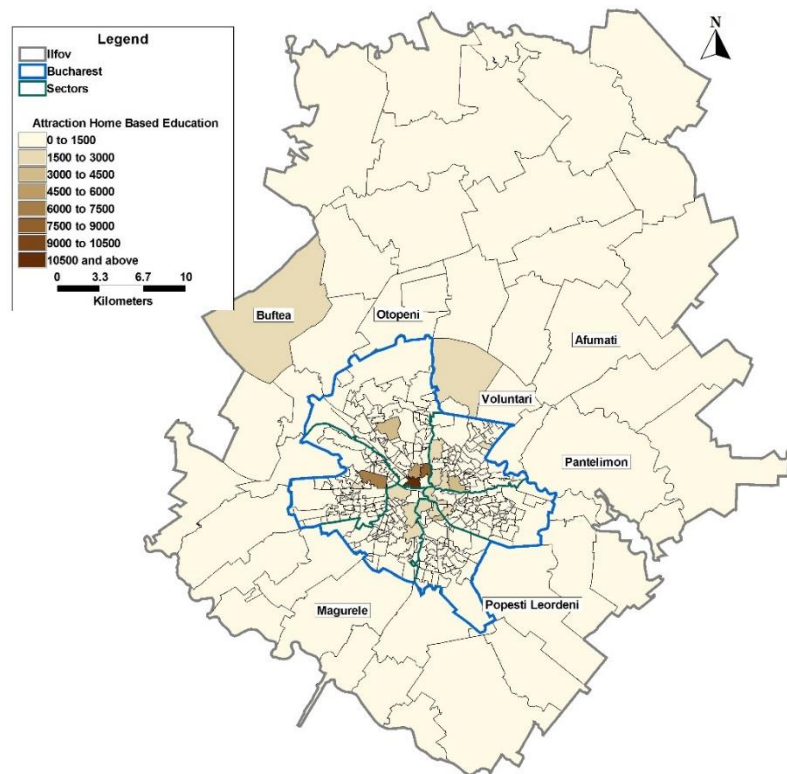 Legend
Ilfov
Bucharest
Sectors
Attraction Home Based Education
0 to 1500
1500 to 3000
3000 to 4500
4500 to 6000
6000 to 7500
7500 to 9000
9000 to 10500
10500 and above
0 3.3 6.7 10
Kilometers
N
Buftea
Otopeni
Afumati
Voluntari
Pantelimon
Magurele
Popesti Leordeni